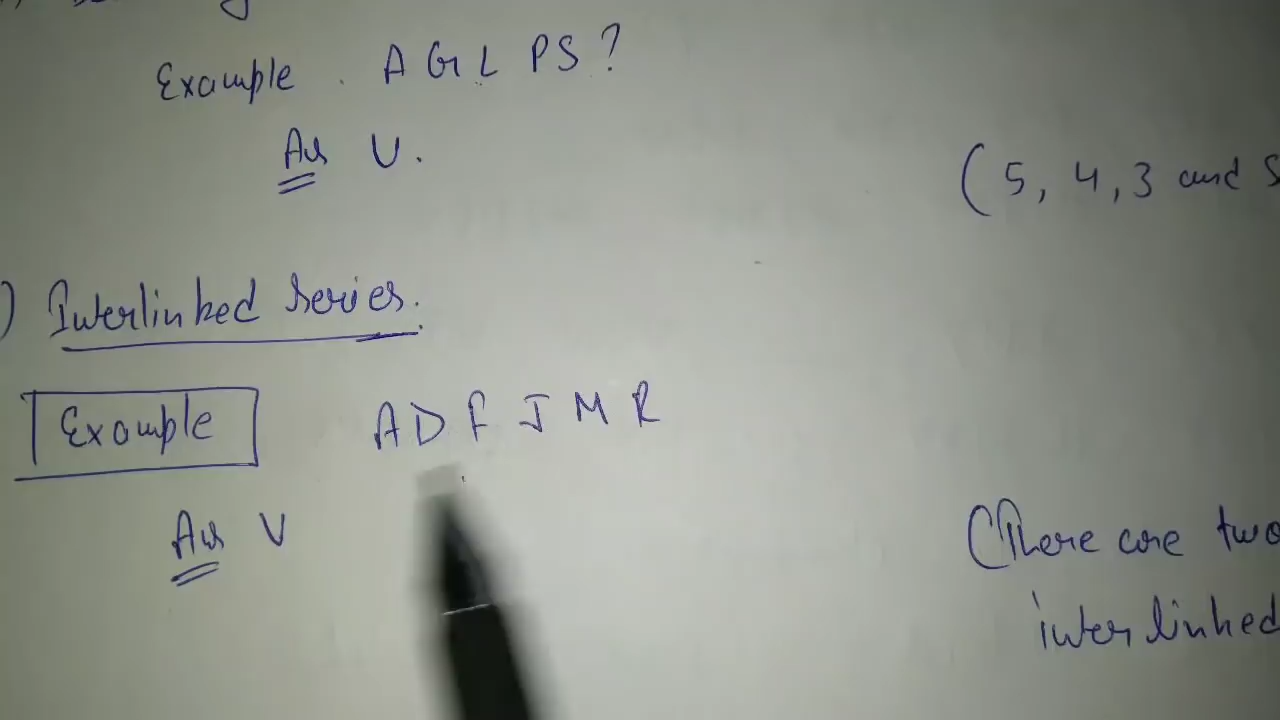 Example . A G L P S ?
Ans V.
( 5, 4, 3 and
) Interlinked Series.
Example A D F J M R
Ans V
(There are two
interlinked